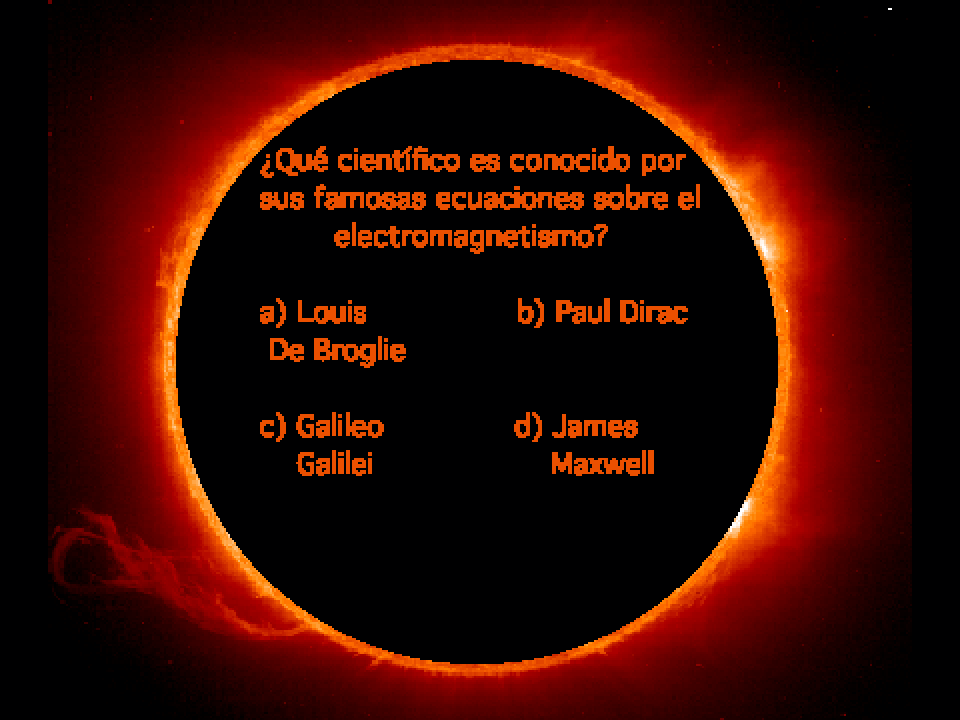 ¿Qué científico es conocido por
sus famosas ecuaciones sobre el
electromagnetismo?
a) Louis
De Broglie
b) Paul Dirac
c) Galileo
Galilei
d) James
Maxwell